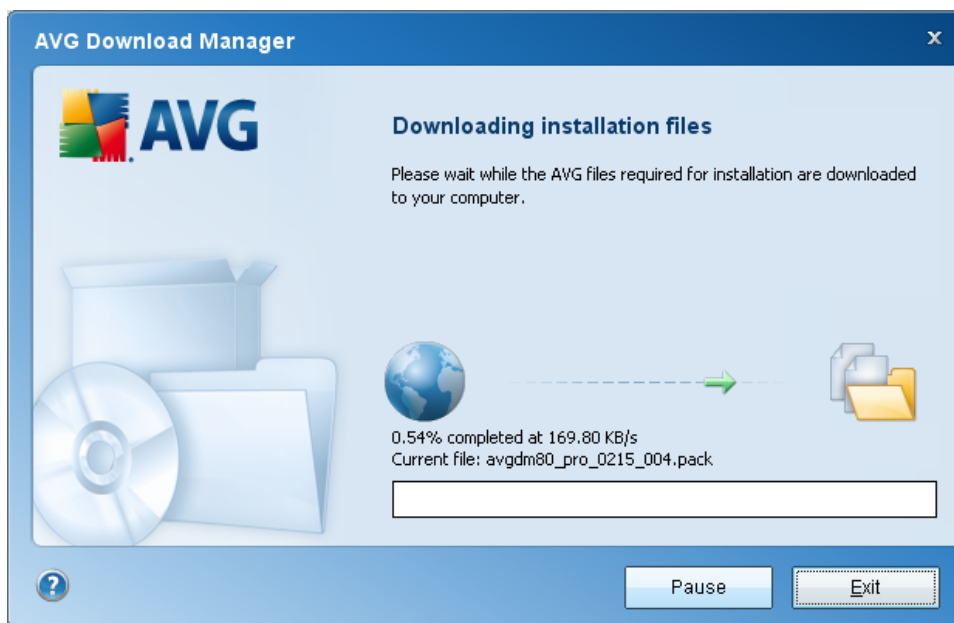 AVG Download Manager
x
AVG
Downloading installation files
Please wait while the AVG files required for installation are downloaded
to your computer.
0.54% completed at 169.80 KB/s
Current file: avgdm80_pro_0215_004.pack
?
Pause
Exit